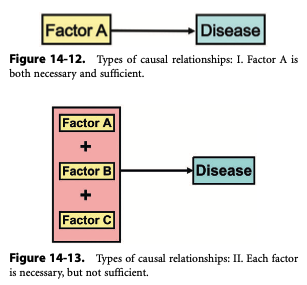 Factor A Disease
Figure 14-12. Types of causal relationships: I. Factor A is
both necessary and sufficient.
Factor A
+
Factor B
+
Factor C
Disease
Figure 14-13. Types of causal relationships: II. Each factor
is necessary, but not sufficient.